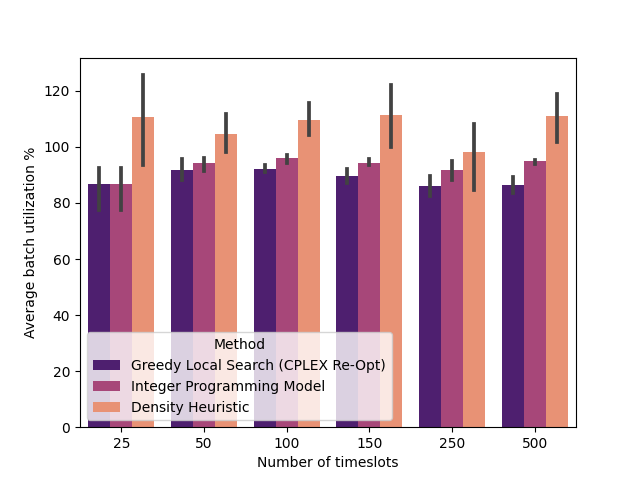 Average batch utilization %
120
100
80
60
40
20
0
Method
Greedy Local Search (CPLEX Re-Opt)
Integer Programming Model
Density Heuristic
25 50 100 150 250 500
Number of timeslots